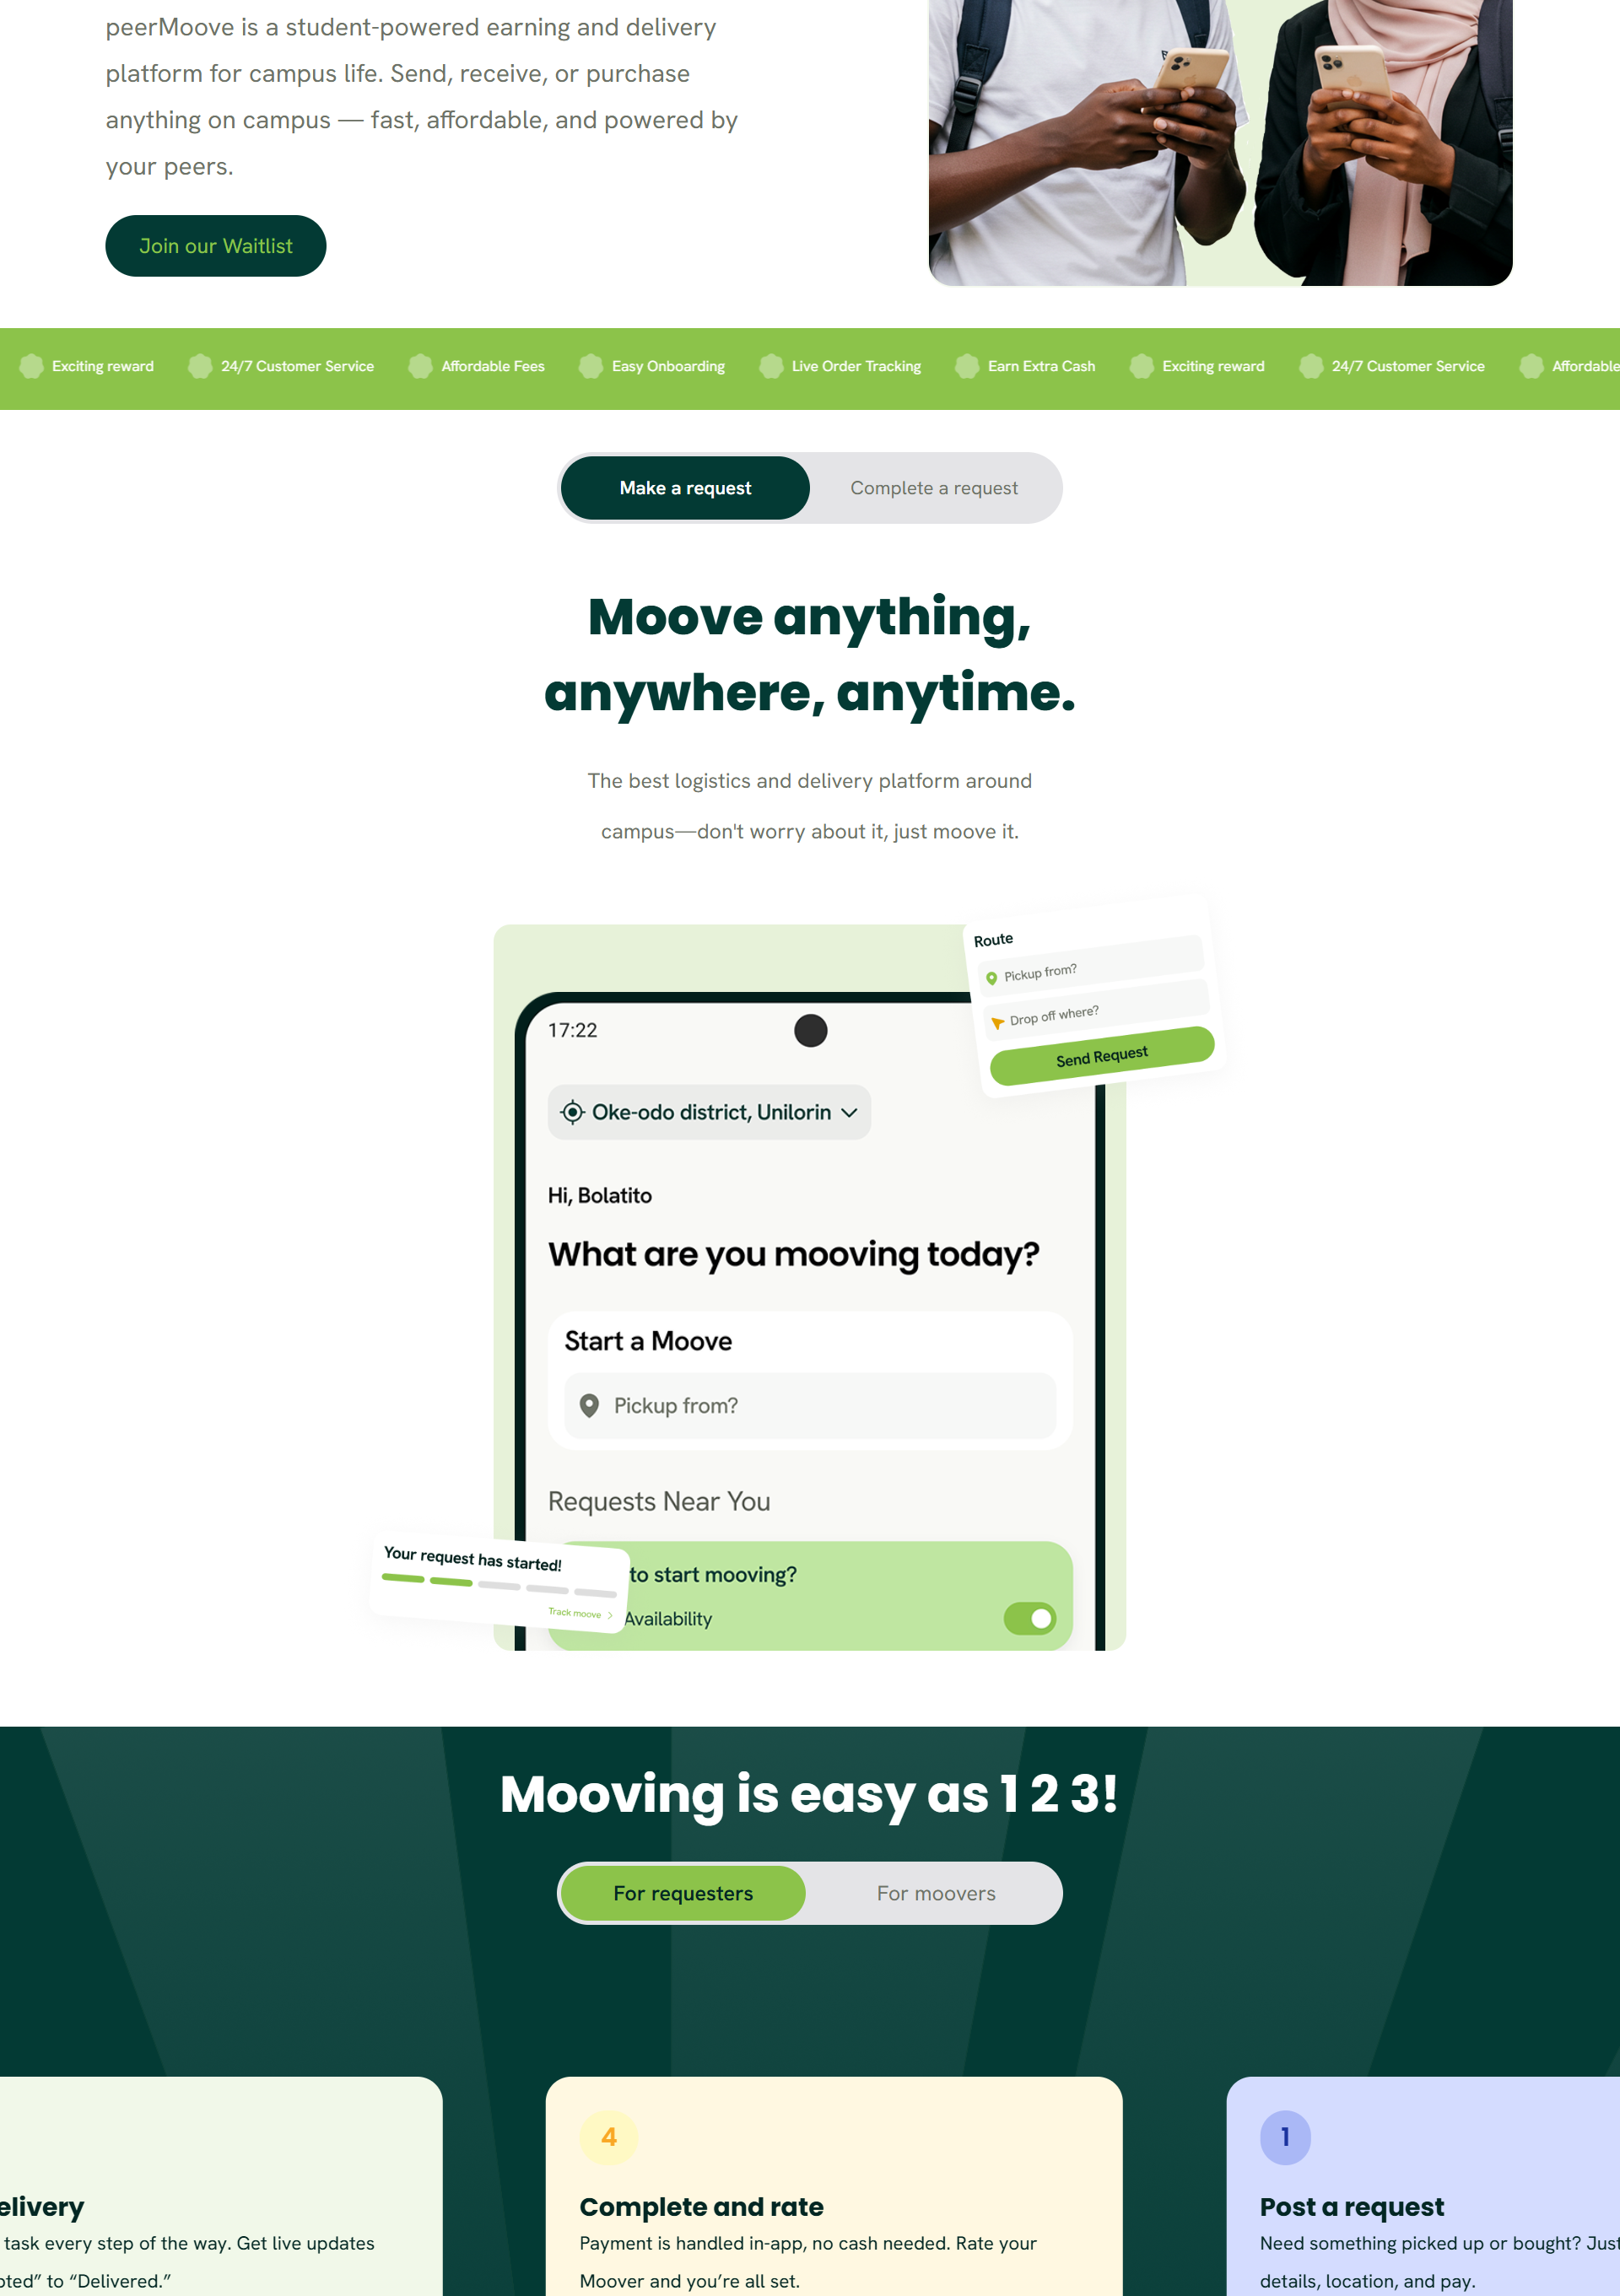 peerMoove is a student-powered earning and delivery
platform for campus life. Send, receive, or purchase
anything on campus — fast, affordable, and powered by
your peers.
Join our Waitlist
Exciting reward 24/7 Customer Service Affordable Fees Easy Onboarding Live Order Tracking Earn Extra Cash Exciting reward 24/7 Customer Service Affordable
Make a request Complete a request
Moove anything,
anywhere, anytime.
The best logistics and delivery platform around
campus—don't worry about it, just moove it.
Route
Pickup from?
Drop off where?
Send Request
17:22
Oke-odo district, Unilorin
Hi, Bolatito
What are you mooving today?
Start a Moove
Pickup from?
Requests Near You
Your request has started!
Track moove
to start mooving?
Availability
Mooving is easy as 1 2 3!
For requesters For moovers
elivery
task every step of the way. Get live updates
pted” to “Delivered.”
4
Complete and rate
Payment is handled in-app, no cash needed. Rate your
Moover and you’re all set.
1
Post a request
Need something picked up or bought? Just
details, location, and pay.